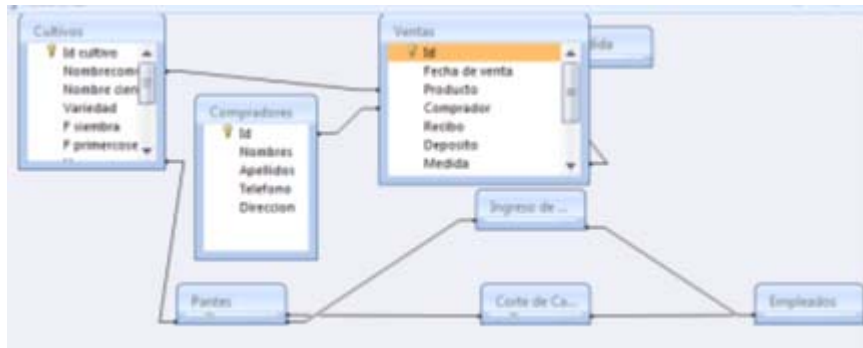 Cultivos
Id cultivo
Nombrecom
Nombre cien
Variedad
F siembra
F primercose
Compradores
Id
Nombres
Apellidos
Telefono
Direccion
Ventas
Id
Fecha de venta
Producto
Comprador
Recibo
Deposito
Medida
dida
Ingreso de ...
Pantes
Corte de Ca...
Empleados